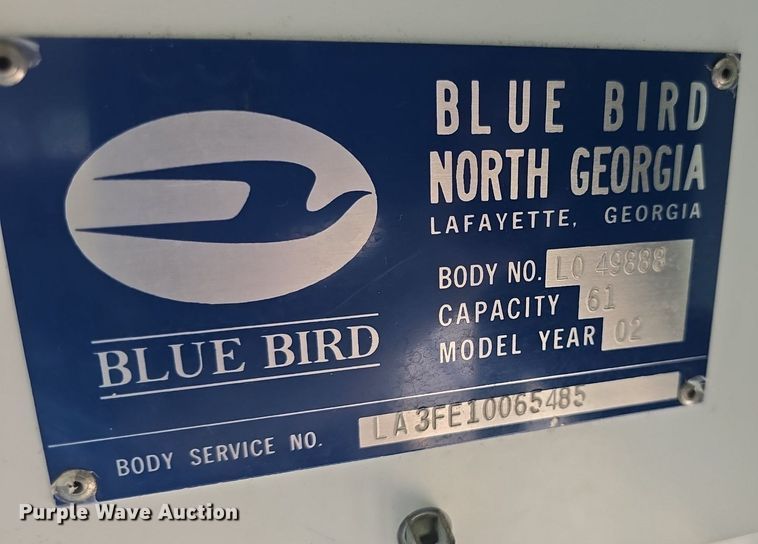 BLUE BIRD
NORTH GEORGIA
LAFAYETTE, GEORGIA
BODY NO. LO 49888
CAPACITY 61
MODEL YEAR 02
BLUE BIRD
BODY SERVICE NO. LA3FE10065485
Purple Wave Auction